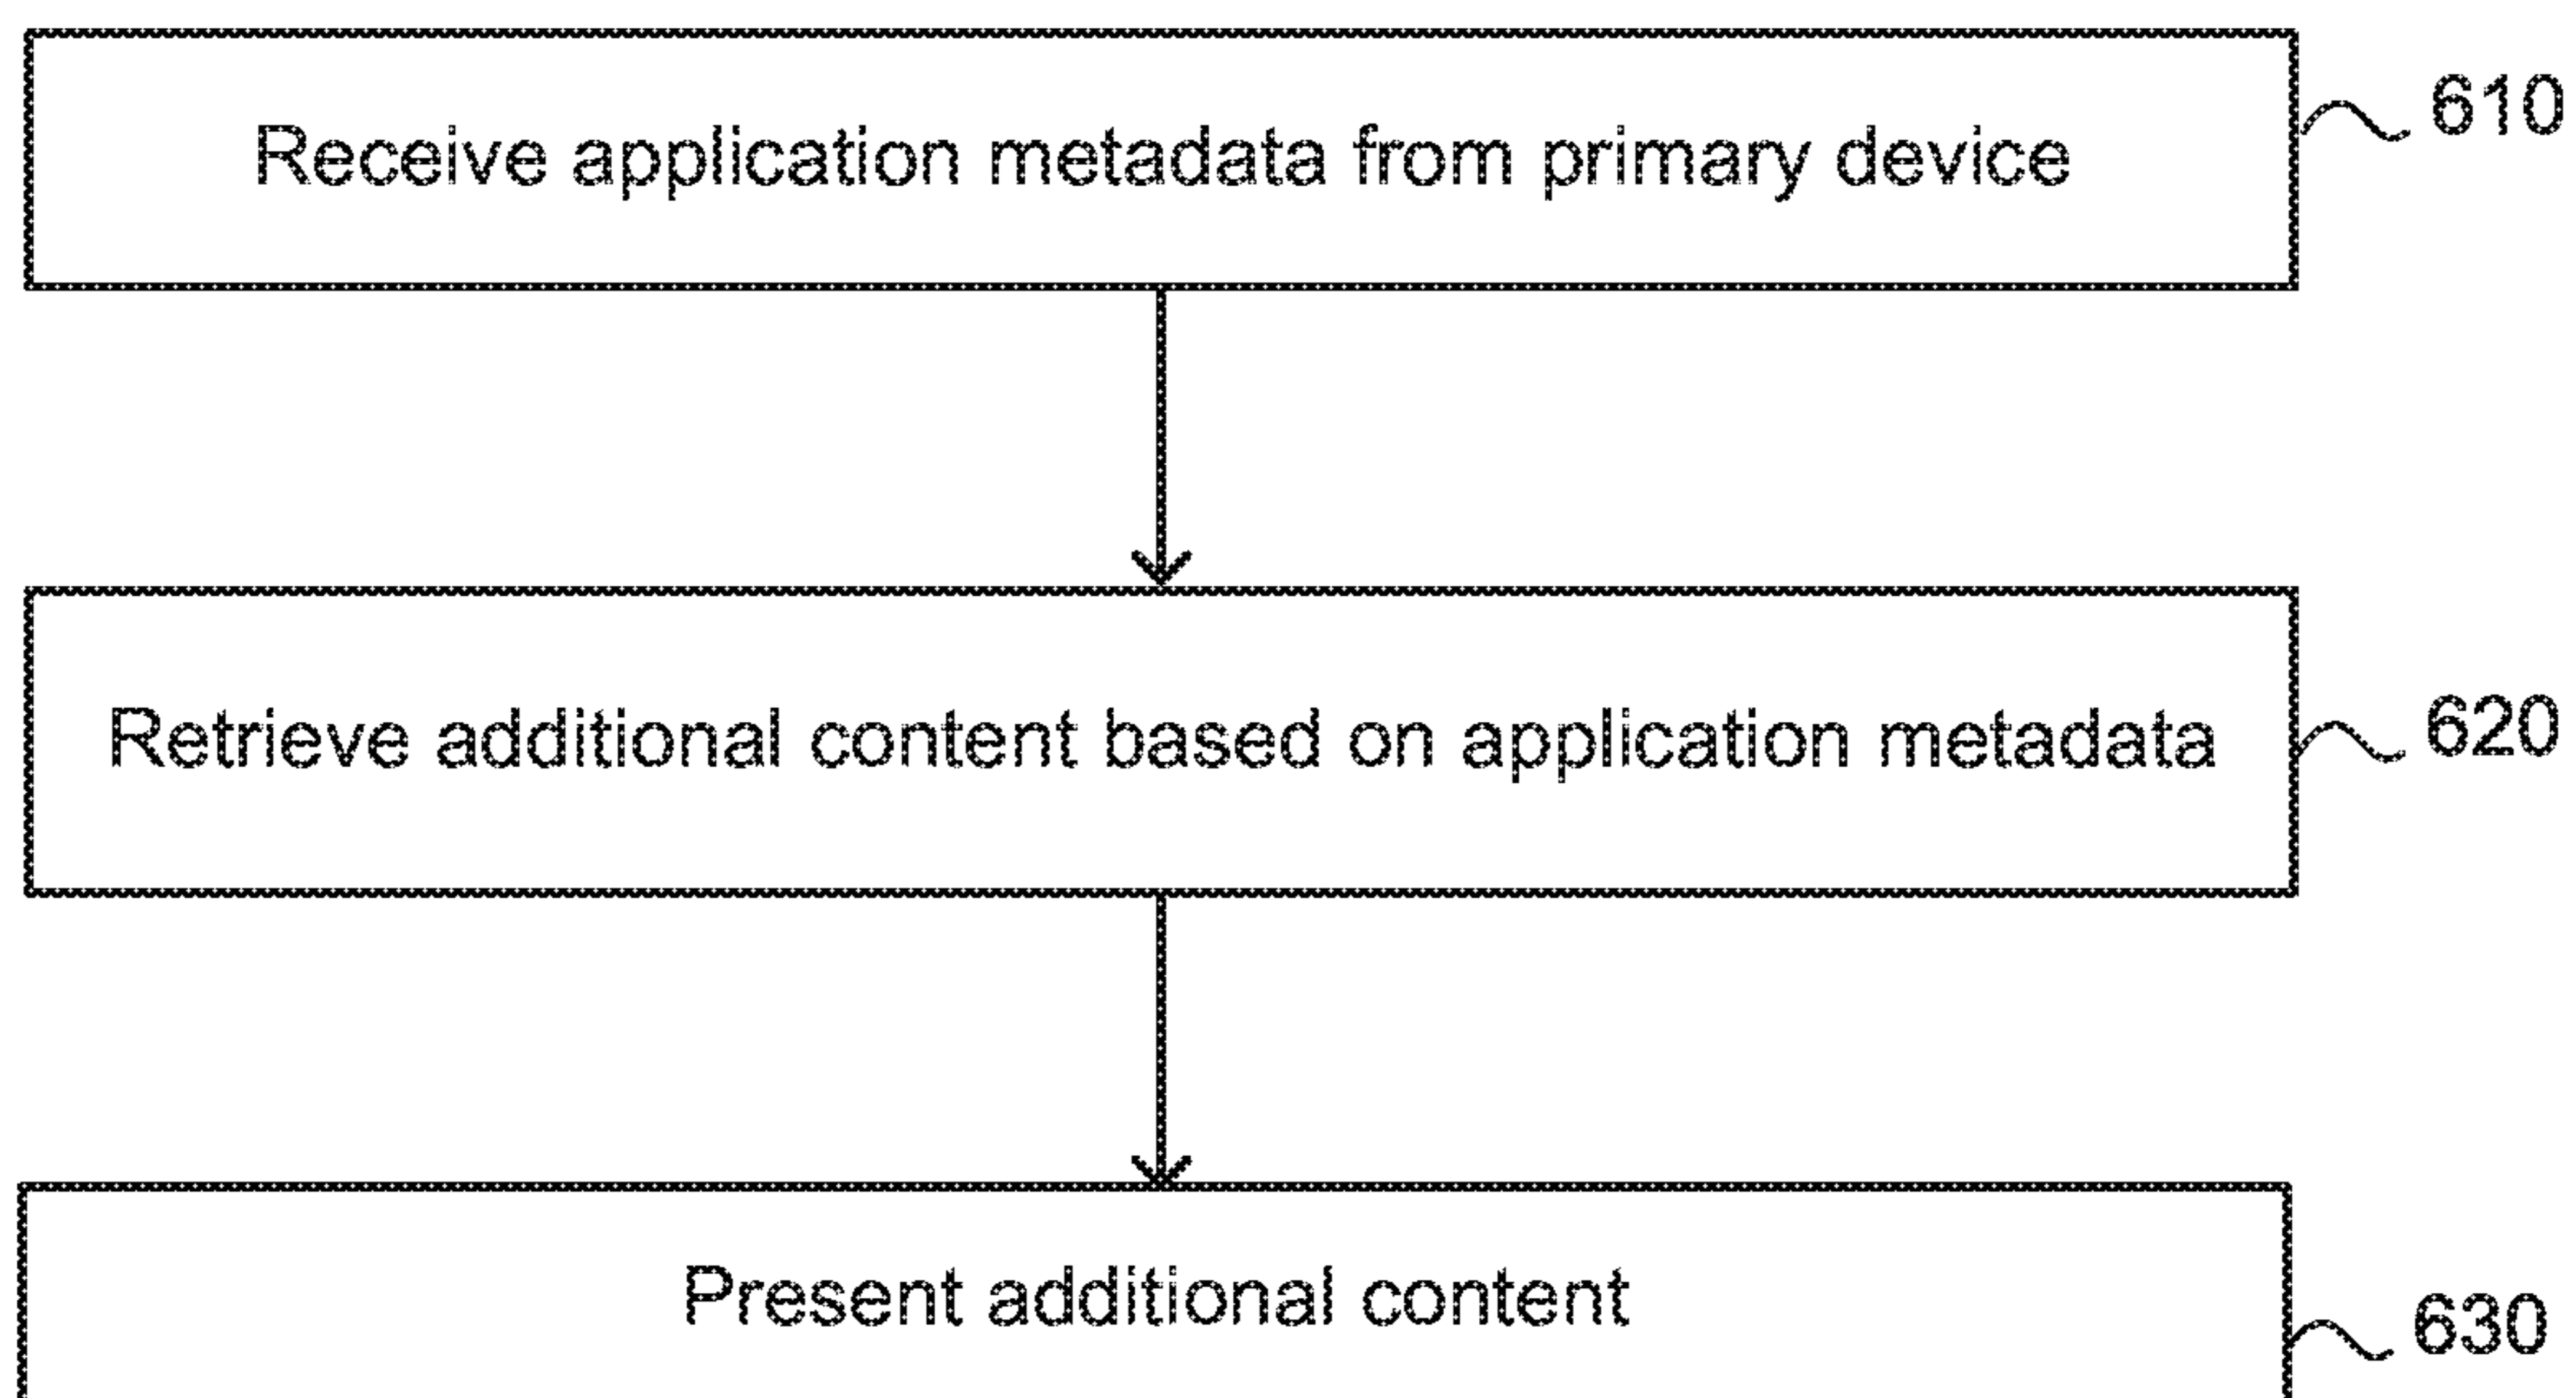 Receive application metadata from primary device
610
Retrieve additional content based on application metadata
620
Present additional content
630